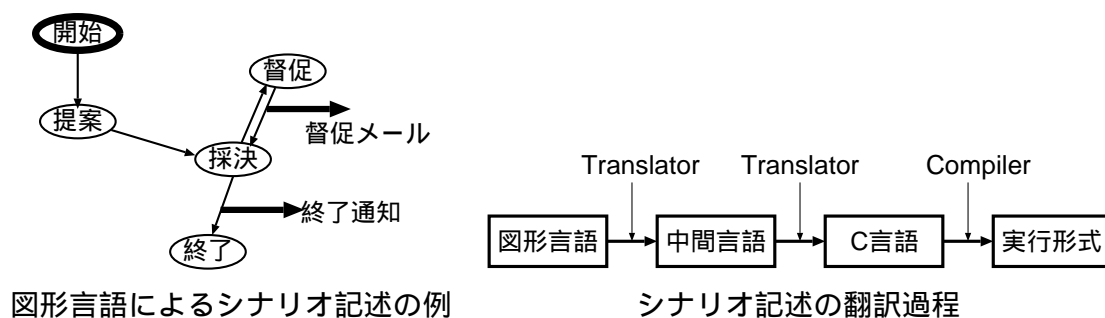 開始
督促
提案
督促メール
採決
終了通知
終了
図形言語によるシナリオ記述の例
Translator
Translator
Compiler
図形言語
中間言語
C言語
実行形式
シナリオ記述の翻訳過程